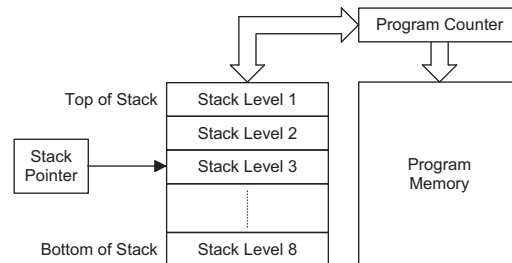 Program Counter
Top of Stack
Stack Level 1
Stack Level 2
Stack
Pointer
Stack Level 3
Program
Memory
Bottom of Stack
Stack Level 8